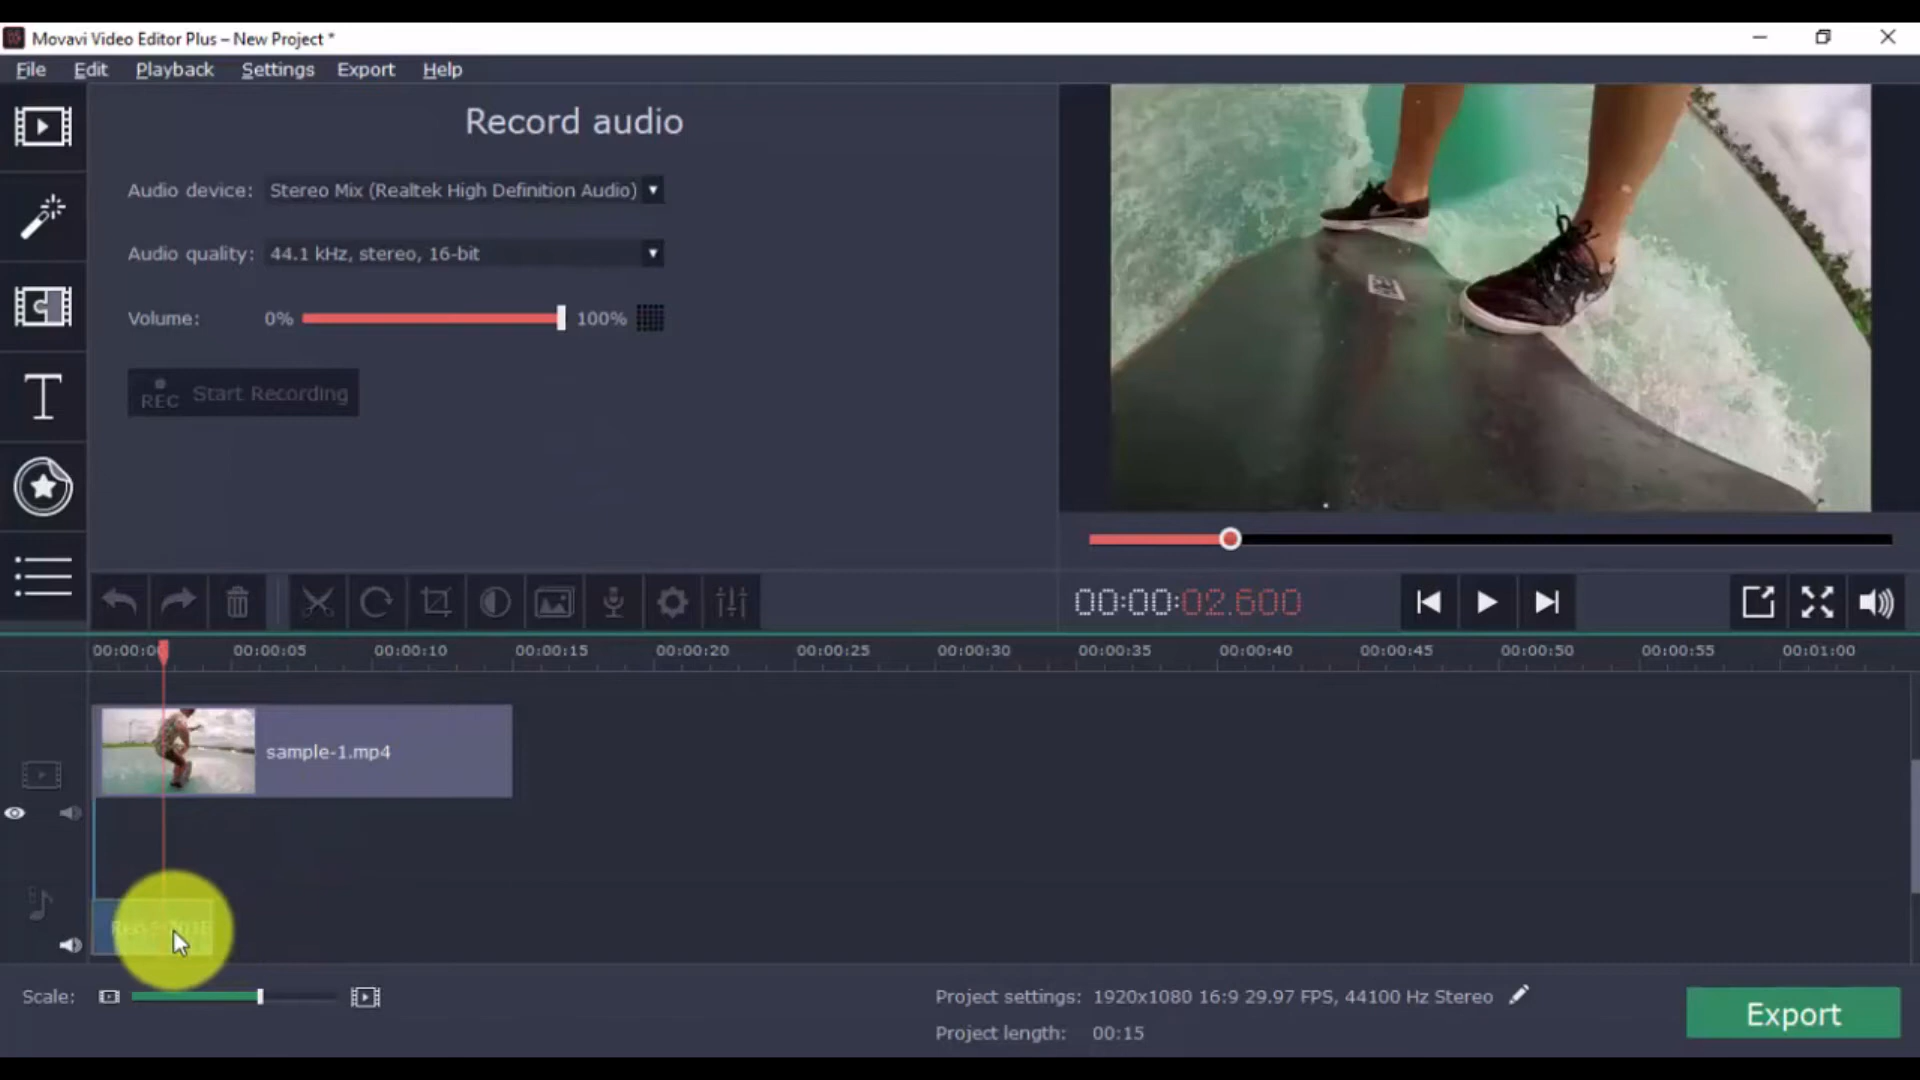 Movavi Video Editor Plus – New Project *
File Edit Playback Settings Export Help
Record audio
Audio device: Stereo Mix (Realtek High Definition Audio)
Audio quality: 44.1 kHz, stereo, 16-bit
Volume: 0% 100%
REC Start Recording
00:00:02.600
00:00:05 00:00:10 00:00:15 00:00:20 00:00:25 00:00:30 00:00:35 00:00:40 00:00:45 00:00:50 00:00:55 00:01:00
sample-1.mp4
Scale:
Project settings: 1920x1080 16:9 29.97 FPS, 44100 Hz Stereo
Project length: 00:15
Export